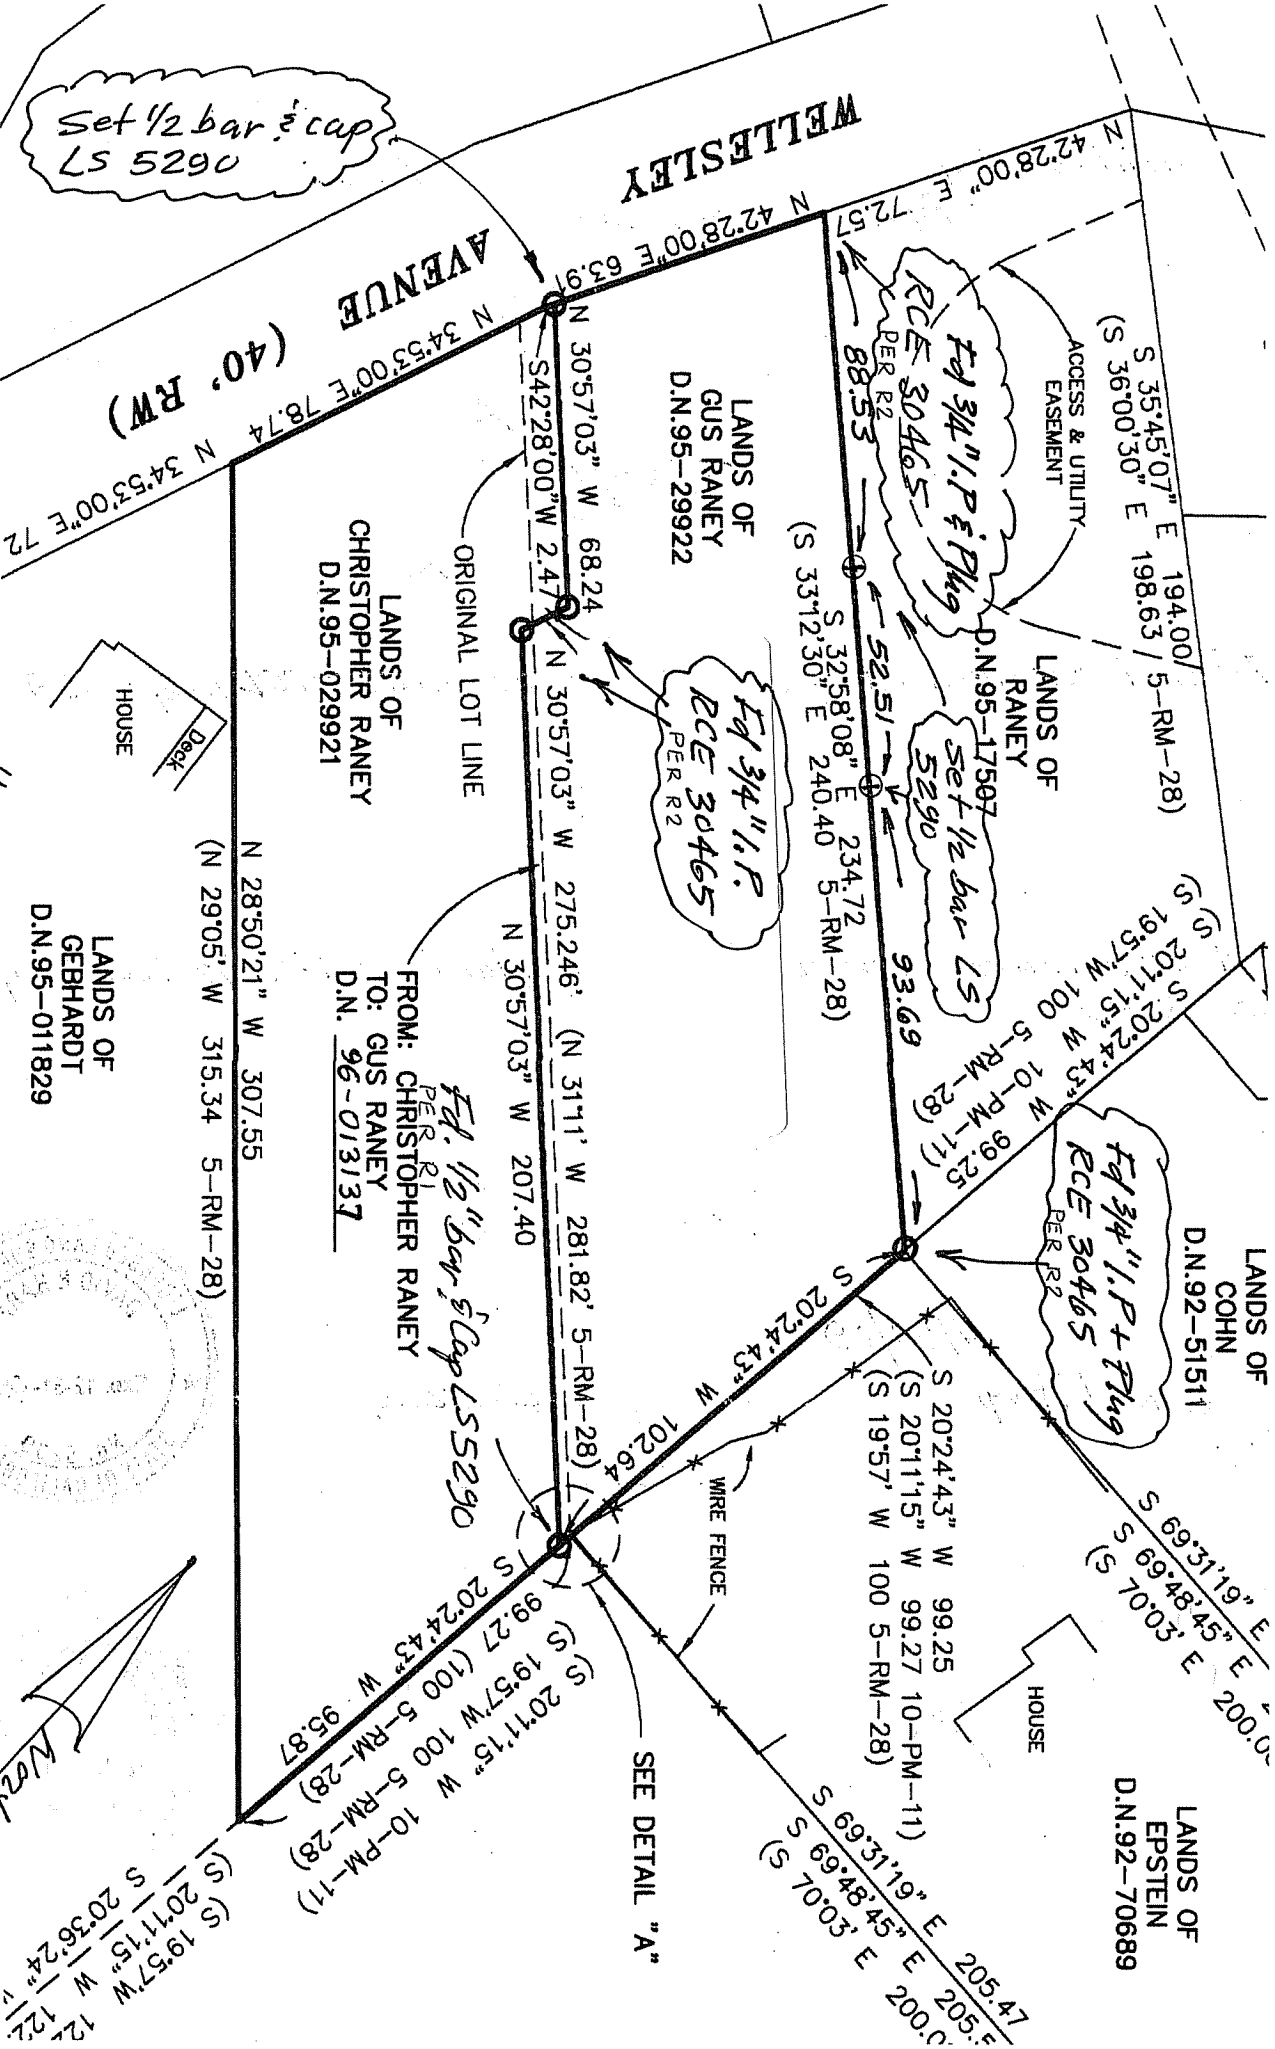 Set 1/2 bar & cap
LS 5290
WELLESLEY
AVENUE (40' RW)
N 42°28'00" E 72.57
N 42°28'00" E 63.91
N 34°53'00" E 78.74
N 34°53'00" E 72
S 35°45'07" E 194.00/
(S 36°00'30" E 198.63 / 5-RM-28)
ACCESS & UTILITY
EASEMENT
Fd 3/4" I.P & Plug
RCE 30465
PER R2
LANDS OF
RANEY
D.N.95-17507
Set 1/2 bar LS
5290
88.53
52.51
93.69
S 32°58'08" E 234.72
(S 33°12'30" E 240.40 5-RM-28)
LANDS OF
GUS RANEY
D.N.95-29922
N 30°57'03" W 68.24
S42°28'00"W 2.47
ORIGINAL LOT LINE
Fd 3/4" I.P.
RCE 30465
PER R2
N 30°57'03" W 275.246' (N 31°11' W 281.82' 5-RM-28)
N 30°57'03" W 207.40
LANDS OF
CHRISTOPHER RANEY
D.N.95-029921
FROM: CHRISTOPHER RANEY
TO: GUS RANEY
D.N. 96-013137
Fd. 1/2" bar & Cap LS5290
PER R1
HOUSE
Deck
N 28°50'21" W 307.55
(N 29°05' W 315.34 5-RM-28)
LANDS OF
GEBHARDT
D.N.95-011829
S 20°24'43" W 99.25
(S 20°11'15" W 10-PM-11)
(S 19°57'W 100 5-RM-28)
Fd 3/4" I.P + Plug
RCE 30465
PER R2
LANDS OF
COHN
D.N.92-51511
S 20°24'43" W 102.64
S 20°24'43" W 99.25
(S 20°11'15" W 99.27 10-PM-11)
(S 19°57' W 100 5-RM-28)
WIRE FENCE
HOUSE
S 69°31'19" E
S 69°48'45" E
(S 70°03' E 200.0
LANDS OF
EPSTEIN
D.N.92-70689
S 69°31'19" E 205.47
S 69°48'45" E 205.
(S 70°03' E 200.0
SEE DETAIL "A"
S 20°24'43" W 95.87
99.27 (100 5-RM-28)
(S 19°57'W 100 5-RM-28)
(S 20°11'15" W 10-PM-11)
S 20°36'24"
(S 20°11'15" W 122.
(S 19°57'W 12